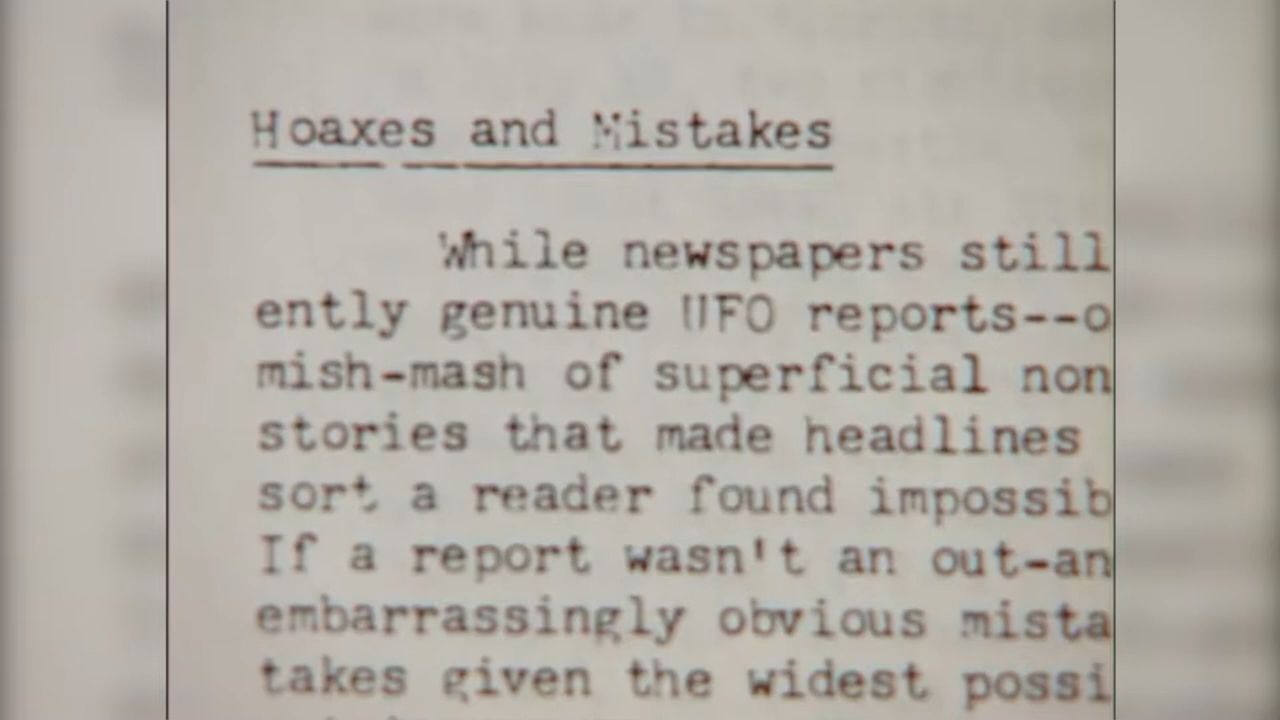 Hoaxes and Mistakes
While newspapers still
ently genuine UFO reports--o
mish-mash of superficial non
stories that made headlines
sort a reader found impossib
If a report wasn't an out-an
embarrassingly obvious mista
takes given the widest possi